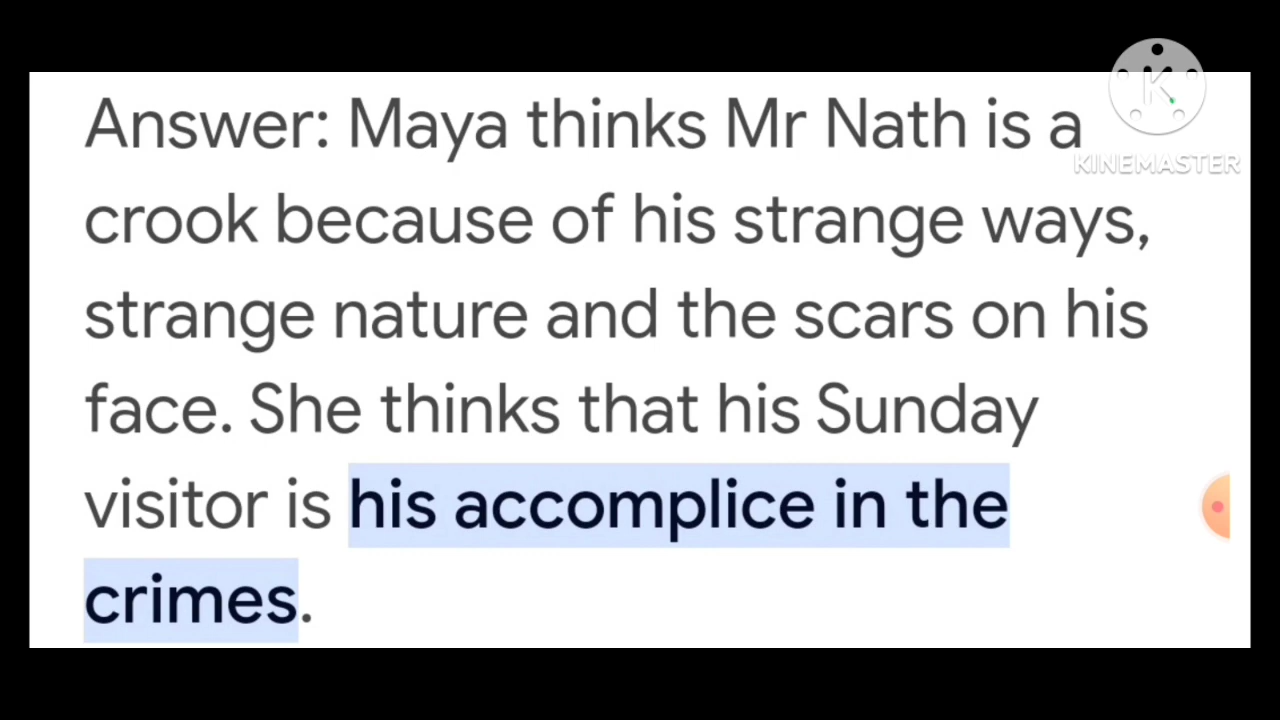 KINEMASTER
Answer: Maya thinks Mr Nath is a
crook because of his strange ways,
strange nature and the scars on his
face. She thinks that his Sunday
visitor is his accomplice in the
crimes.